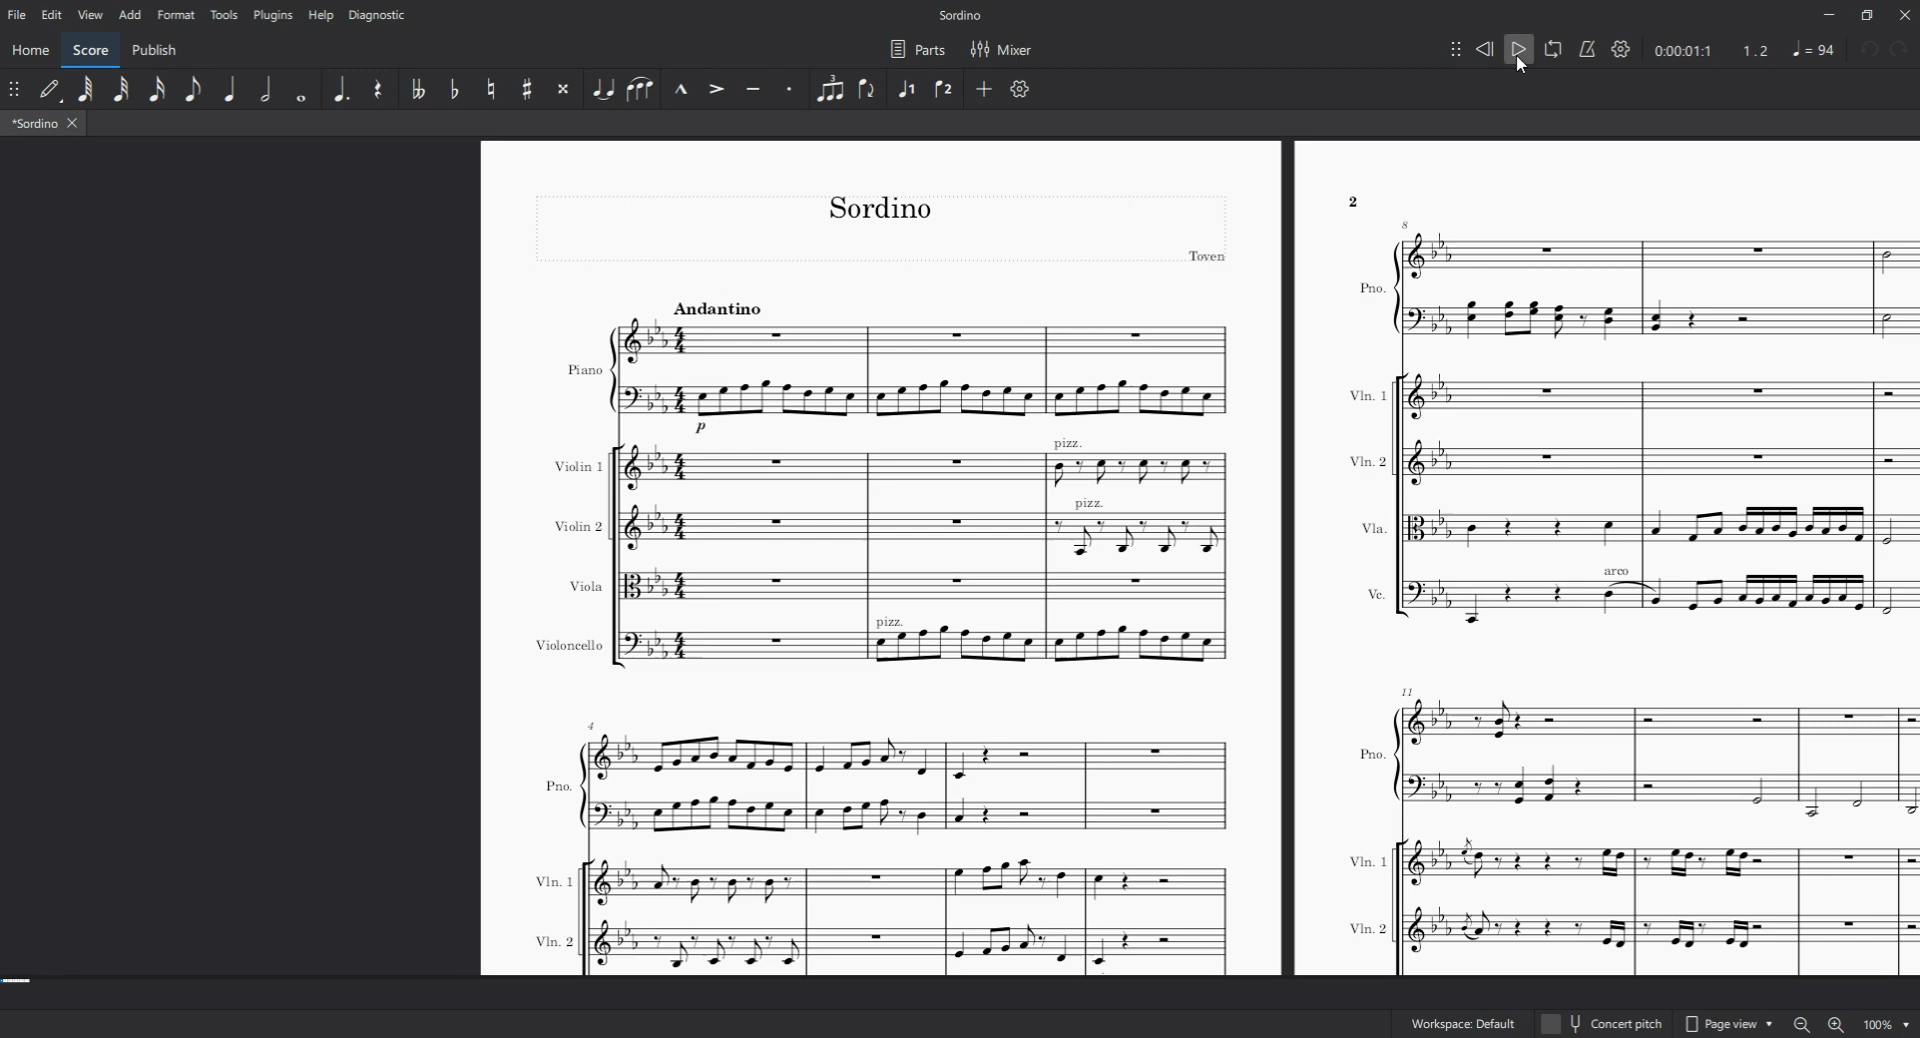 File Edit View Add Format Tools Plugins Help Diagnostic
Sordino
Home Score Publish
Parts Mixer
0:00:01:1 1 . 2 = 94
3 1 2
*Sordino
Sordino
Toven
Andantino
Piano
p
Violin 1
pizz.
Violin 2
pizz.
Viola
Violoncello
pizz.
4
Pno.
Vln. 1
Vln. 2
2
8
Pno.
Vln. 1
Vln. 2
Vla.
Vc.
arco
11
Pno.
Vln. 1
Vln. 2
Workspace: Default Concert pitch Page view 100%